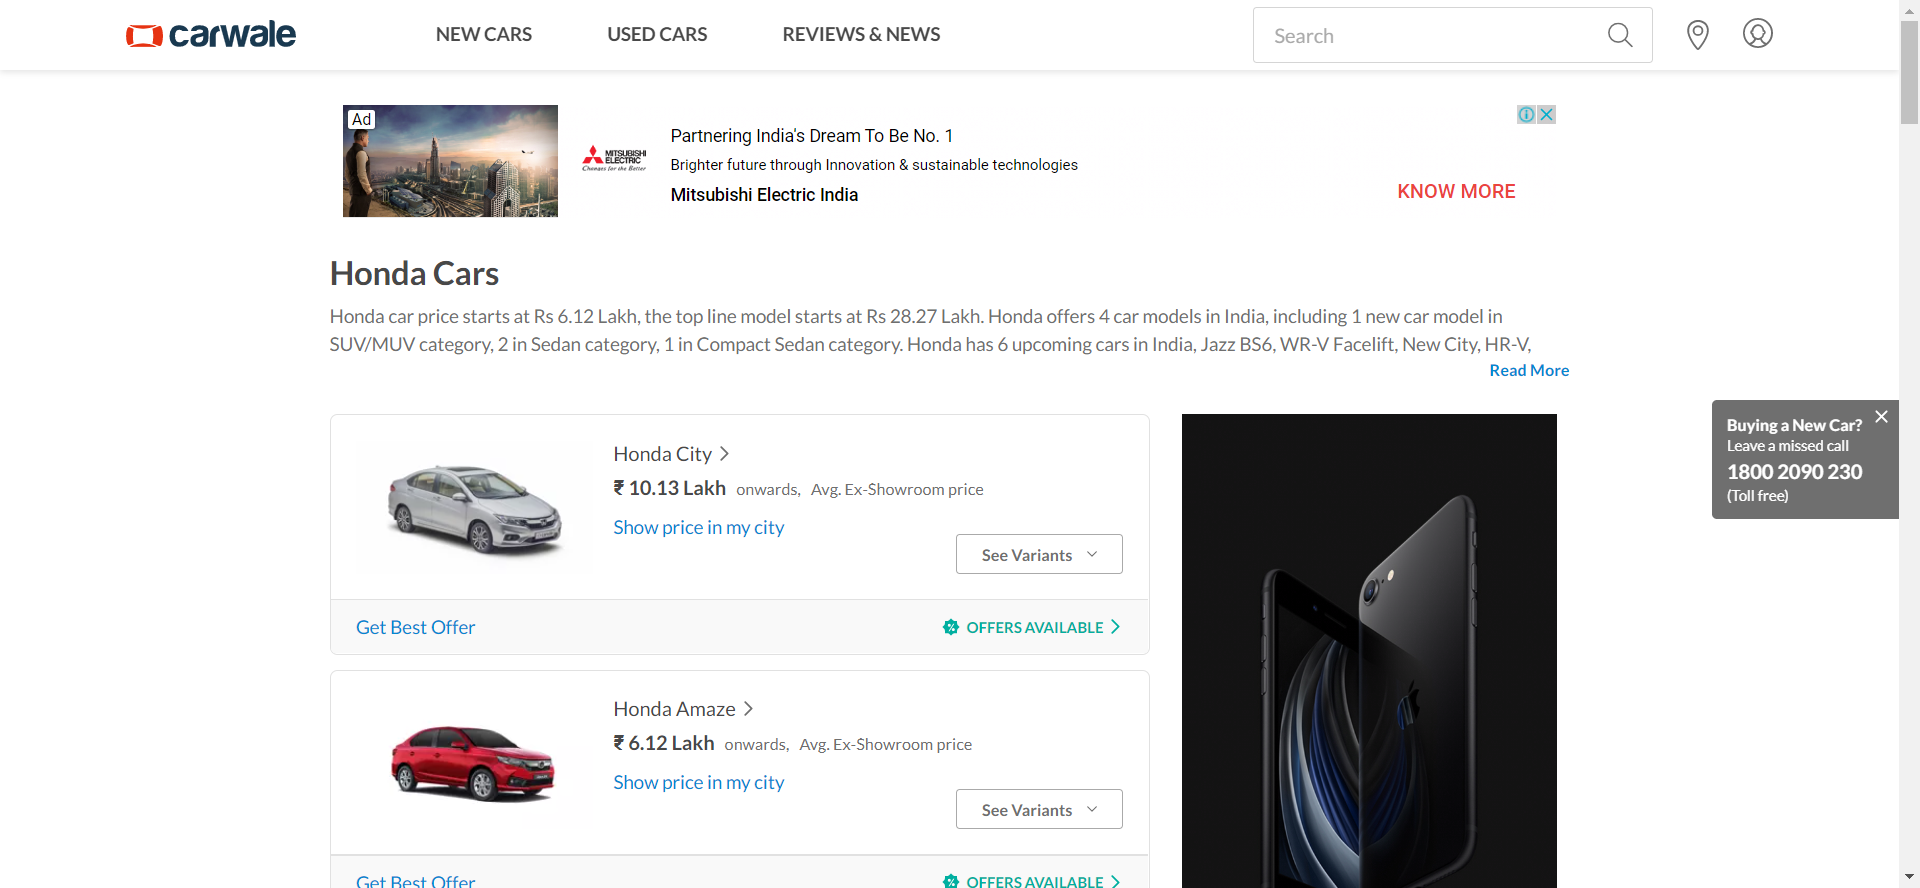 carwale
NEW CARS
USED CARS
REVIEWS & NEWS
Search
Ad
MITSUBISHI
ELECTRIC
Changes for the Better
Partnering India's Dream To Be No. 1
Brighter future through Innovation & sustainable technologies
Mitsubishi Electric India
KNOW MORE
Honda Cars
Honda car price starts at Rs 6.12 Lakh, the top line model starts at Rs 28.27 Lakh. Honda offers 4 car models in India, including 1 new car model in
SUV/MUV category, 2 in Sedan category, 1 in Compact Sedan category. Honda has 6 upcoming cars in India, Jazz BS6, WR-V Facelift, New City, HR-V,
Read More
Honda City
₹ 10.13 Lakh onwards, Avg. Ex-Showroom price
Show price in my city
See Variants
Get Best Offer
OFFERS AVAILABLE
Honda Amaze
₹ 6.12 Lakh onwards, Avg. Ex-Showroom price
Show price in my city
See Variants
Get Best Offer
OFFERS AVAILABLE
Buying a New Car?
Leave a missed call
1800 2090 230
(Toll free)